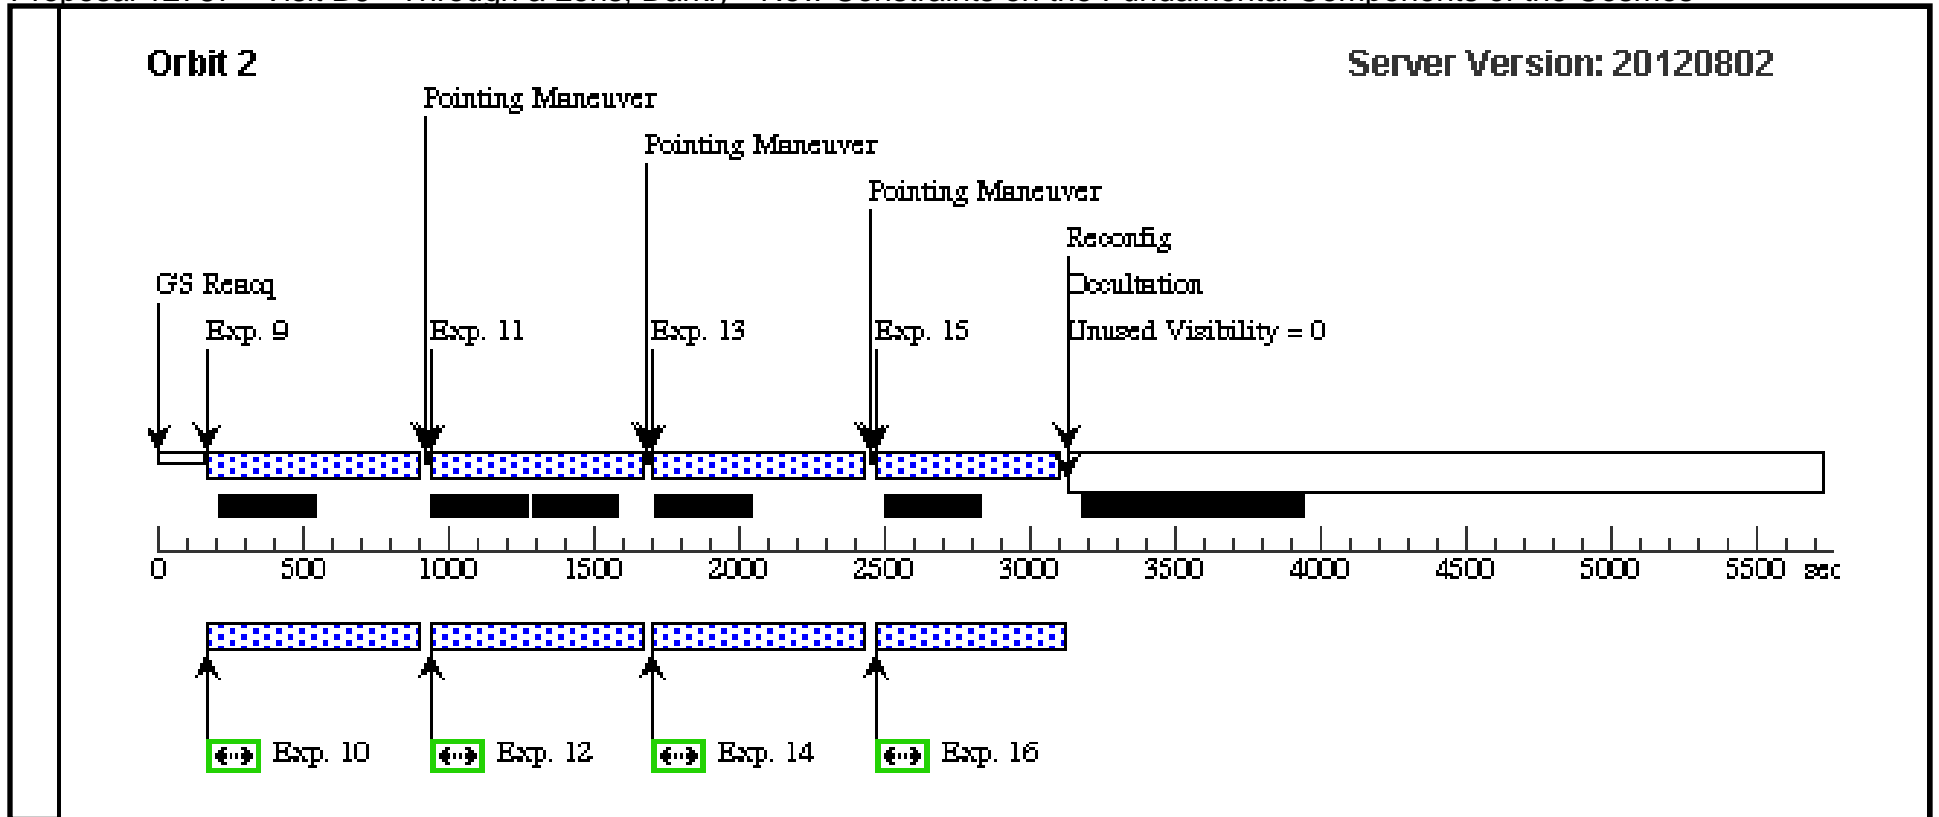 Orbit 2
Server Version: 20120802
Pointing Maneuver
Pointing Maneuver
Pointing Maneuver
Reconfig
GS Reacq
Occultation
Exp. 9
Exp. 11
Exp. 13
Exp. 15
Unused Visibility = 0
0 500 1000 1500 2000 2500 3000 3500 4000 4500 5000 5500 sec
Exp. 10
Exp. 12
Exp. 14
Exp. 16